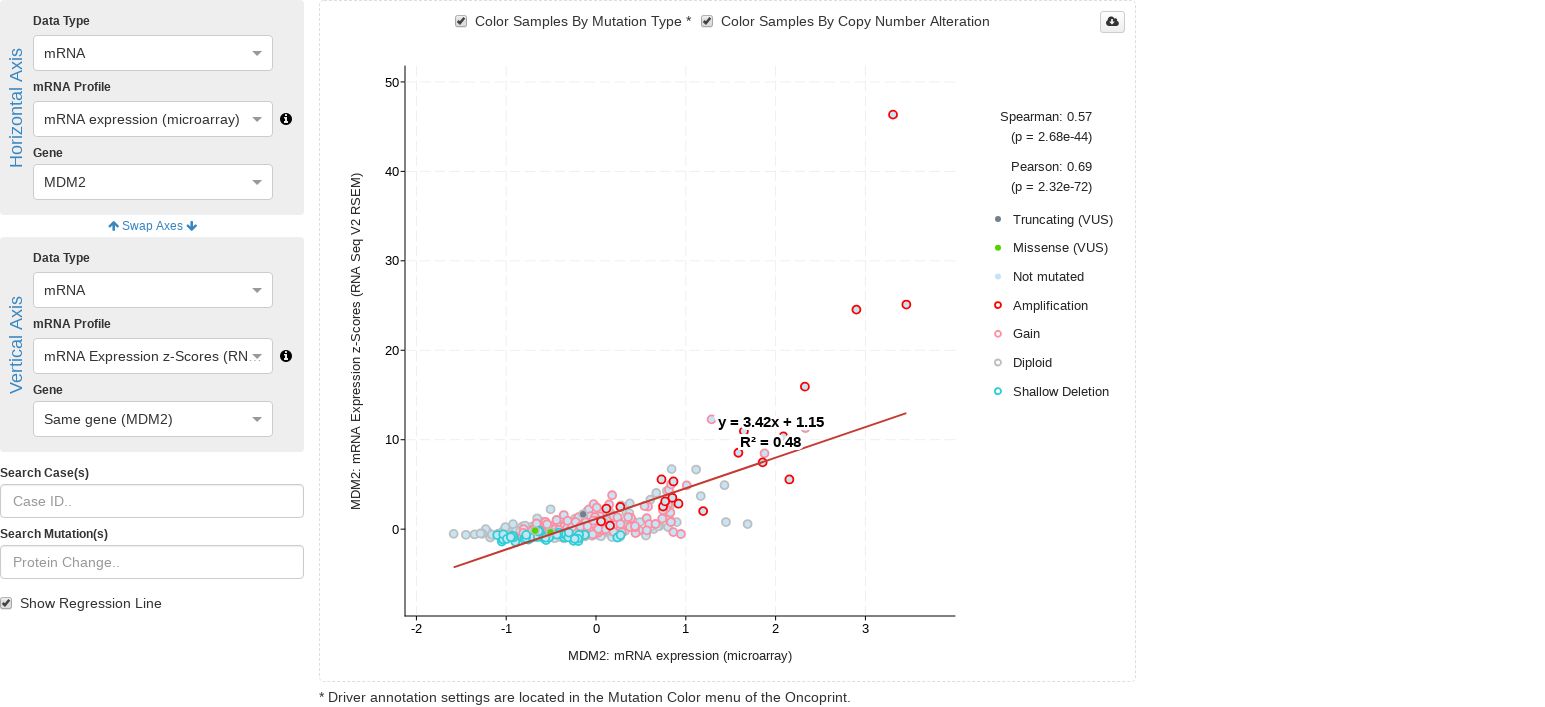 Horizontal Axis
Data Type
mRNA
mRNA Profile
mRNA expression (microarray)
Gene
MDM2
Swap Axes
Vertical Axis
Data Type
mRNA
mRNA Profile
mRNA Expression z-Scores (RN...
Gene
Same gene (MDM2)
Search Case(s)
Case ID..
Search Mutation(s)
Protein Change..
Show Regression Line
Color Samples By Mutation Type *
Color Samples By Copy Number Alteration
MDM2: mRNA Expression z-Scores (RNA Seq V2 RSEM)
50
40
30
20
10
0
y = 3.42x + 1.15
R² = 0.48
-2
-1
0
1
2
3
MDM2: mRNA expression (microarray)
Spearman: 0.57
(p = 2.68e-44)
Pearson: 0.69
(p = 2.32e-72)
Truncating (VUS)
Missense (VUS)
Not mutated
Amplification
Gain
Diploid
Shallow Deletion
* Driver annotation settings are located in the Mutation Color menu of the Oncoprint.